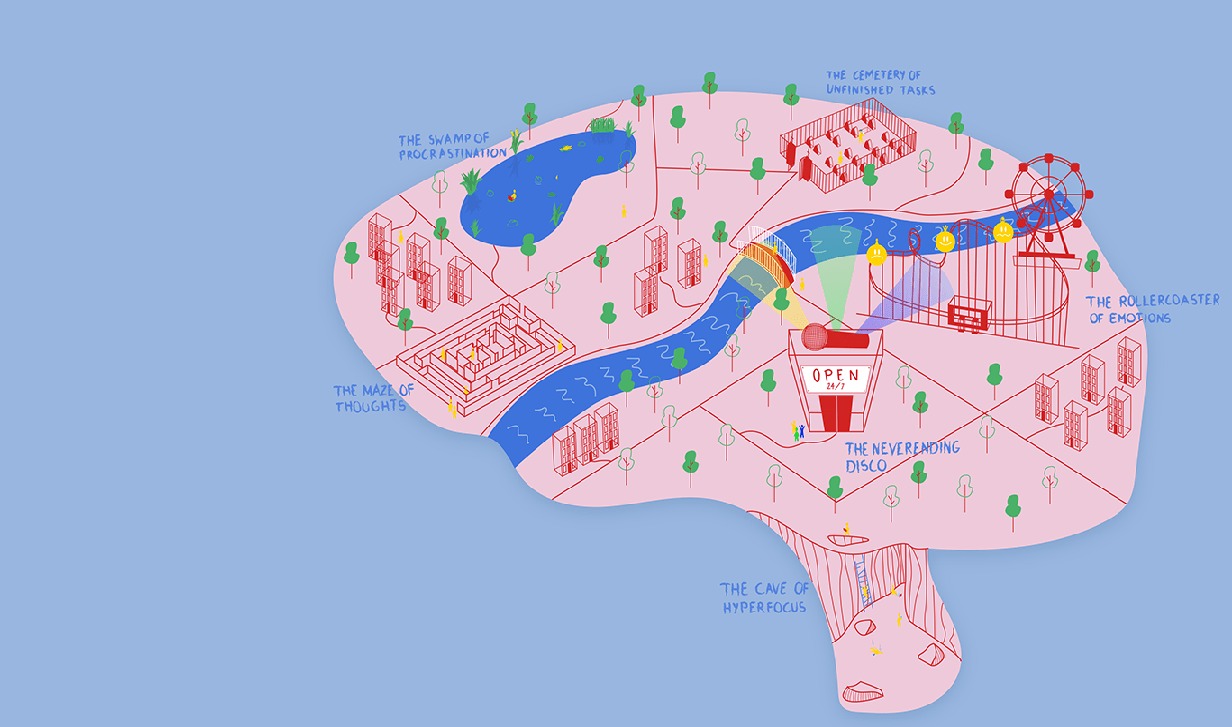 THE CEMETERY OF
UNFINISHED TASKS
THE SWAMP OF
PROCRASTINATION
THE ROLLERCOASTER
OF EMOTIONS
OPEN
24/7
THE MAZE OF
THOUGHTS
THE NEVERENDING
DISCO
THE CAVE OF
HYPERFOCUS